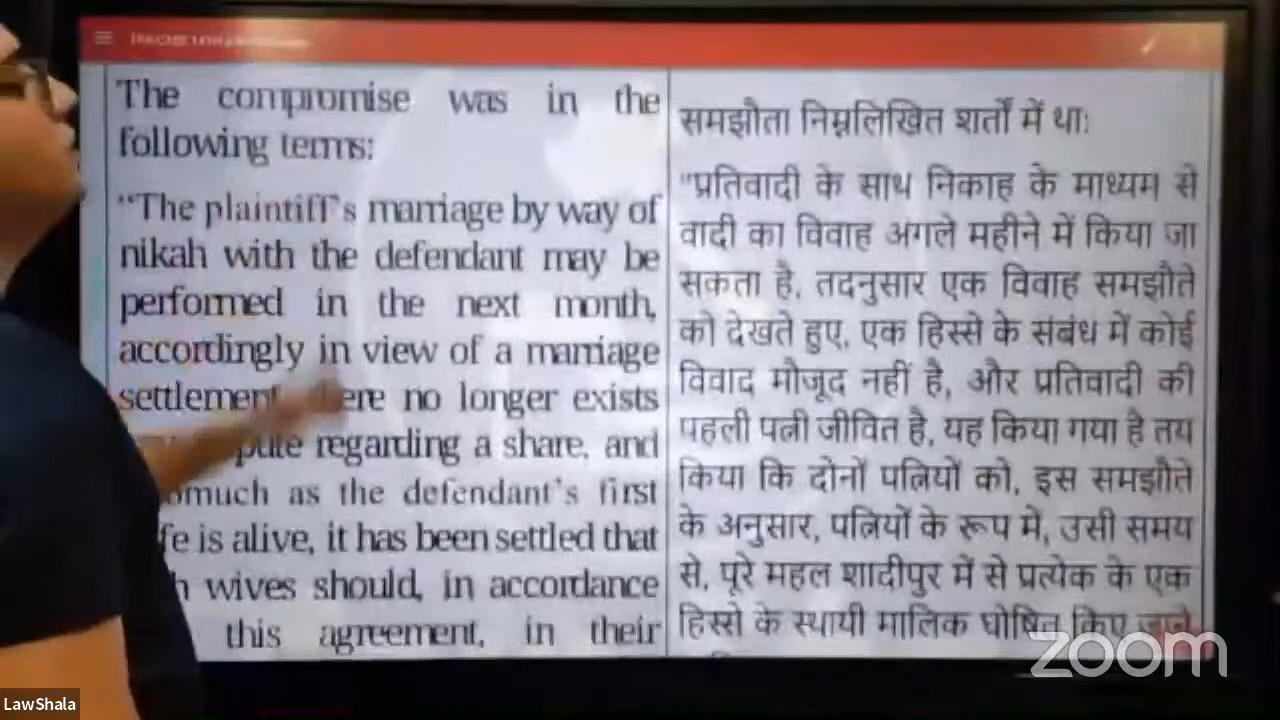 The compromise was in the
following terms:
"The plaintiff's marriage by way of
nikah with the defendant may be
performed in the next month,
accordingly in view of a marriage
settlement ere no longer exists
pute regarding a share, and
omuch as the defendant's first
fe is alive, it has been settled that
h wives should, in accordance
this agreement, in their
समझौता निम्नलिखित शर्तों में था:
"प्रतिवादी के साथ निकाह के माध्यम से
वादी का विवाह अगले महीने में किया जा
सकता है, तदनुसार एक विवाह समझौते
को देखते हुए, एक हिस्से के संबंध में कोई
विवाद मौजूद नहीं है, और प्रतिवादी की
पहली पत्नी जीवित है, यह किया गया है तय
किया कि दोनों पत्नियों को, इस समझौते
के अनुसार, पत्नियों के रूप में, उसी समय
से, पूरे महल शादीपुर में से प्रत्येक के एक
हिस्से के स्थायी मालिक घोषित किए जाने
zoom
LawShala